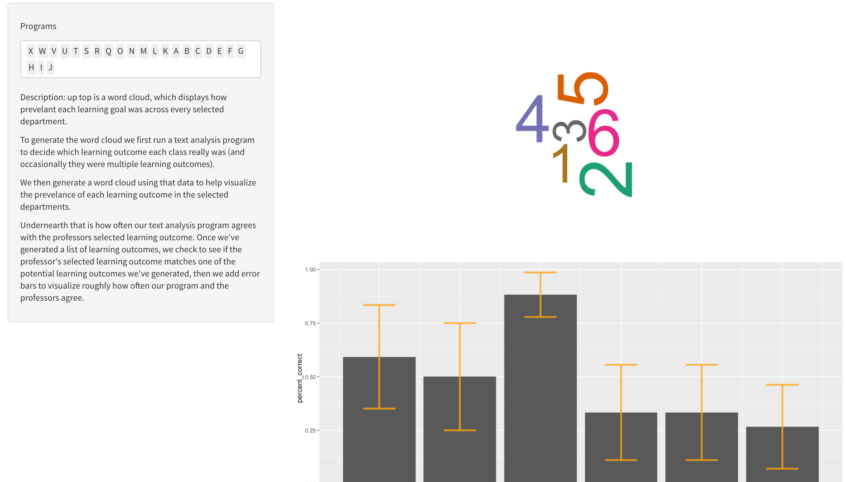 Programs
X W V U T S R Q O N M L K A B C D E F G
H I J
Description: up top is a word cloud, which displays how
prevelant each learning goal was across every selected
department.
To generate the word cloud we first run a text analysis program
to decide which learning outcome each class really was (and
occasionally they were multiple learning outcomes).
We then generate a word cloud using that data to help visualize
the prevelance of each learning outcome in the selected
departments.
Undernearth that is how often our text analysis program agrees
with the professors selected learning outcome. Once we've
generated a list of learning outcomes, we check to see if the
professor's selected learning outcome matches one of the
potential learning outcomes we've generated, then we add error
bars to visualize roughly how often our program and the
professors agree.
5
4
3
6
1
2
1.00
0.75
0.50
0.25
percent_correct